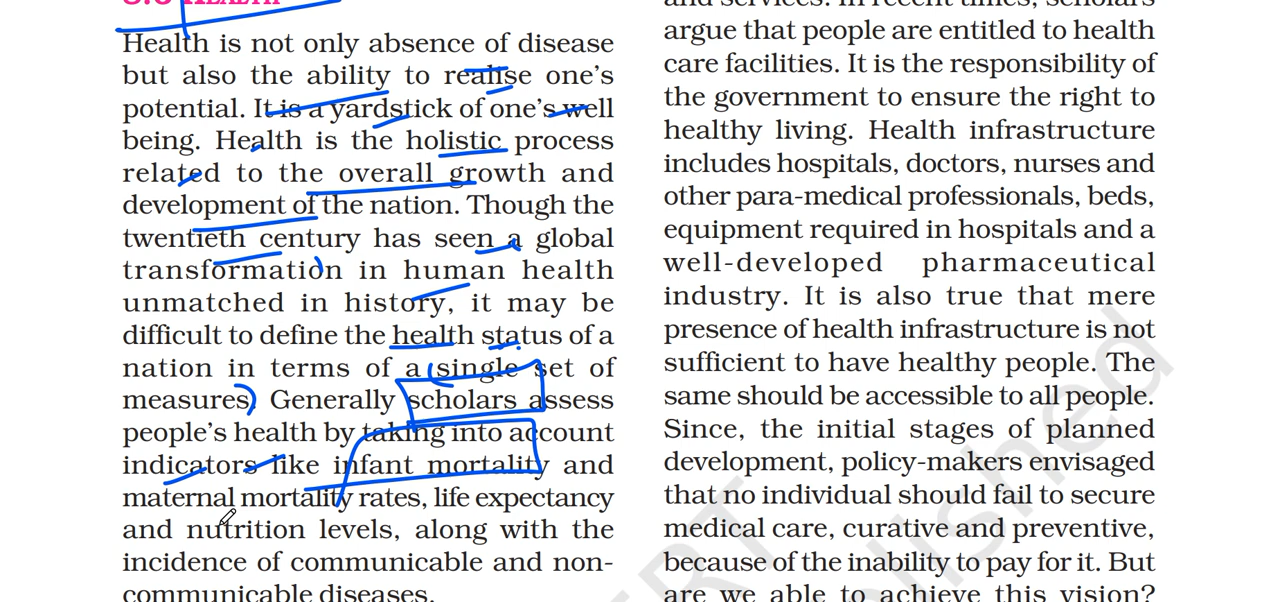 Health is not only absence of disease
but also the ability to realise one's
potential. It is a yardstick of one's well
being. Health is the holistic process
related to the overall growth and
development of the nation. Though the
twentieth century has seen a global
transformation in human health
unmatched in history, it may be
difficult to define the health status of a
nation in terms of a single set of
measures. Generally scholars assess
people's health by taking into account
indicators like infant mortality and
maternal mortality rates, life expectancy
and nutrition levels, along with the
incidence of communicable and non-
communicable diseases.
and services. In recent times, scholars
argue that people are entitled to health
care facilities. It is the responsibility of
the government to ensure the right to
healthy living. Health infrastructure
includes hospitals, doctors, nurses and
other para-medical professionals, beds,
equipment required in hospitals and a
well-developed pharmaceutical
industry. It is also true that mere
presence of health infrastructure is not
sufficient to have healthy people. The
same should be accessible to all people.
Since, the initial stages of planned
development, policy-makers envisaged
that no individual should fail to secure
medical care, curative and preventive,
because of the inability to pay for it. But
are we able to achieve this vision?